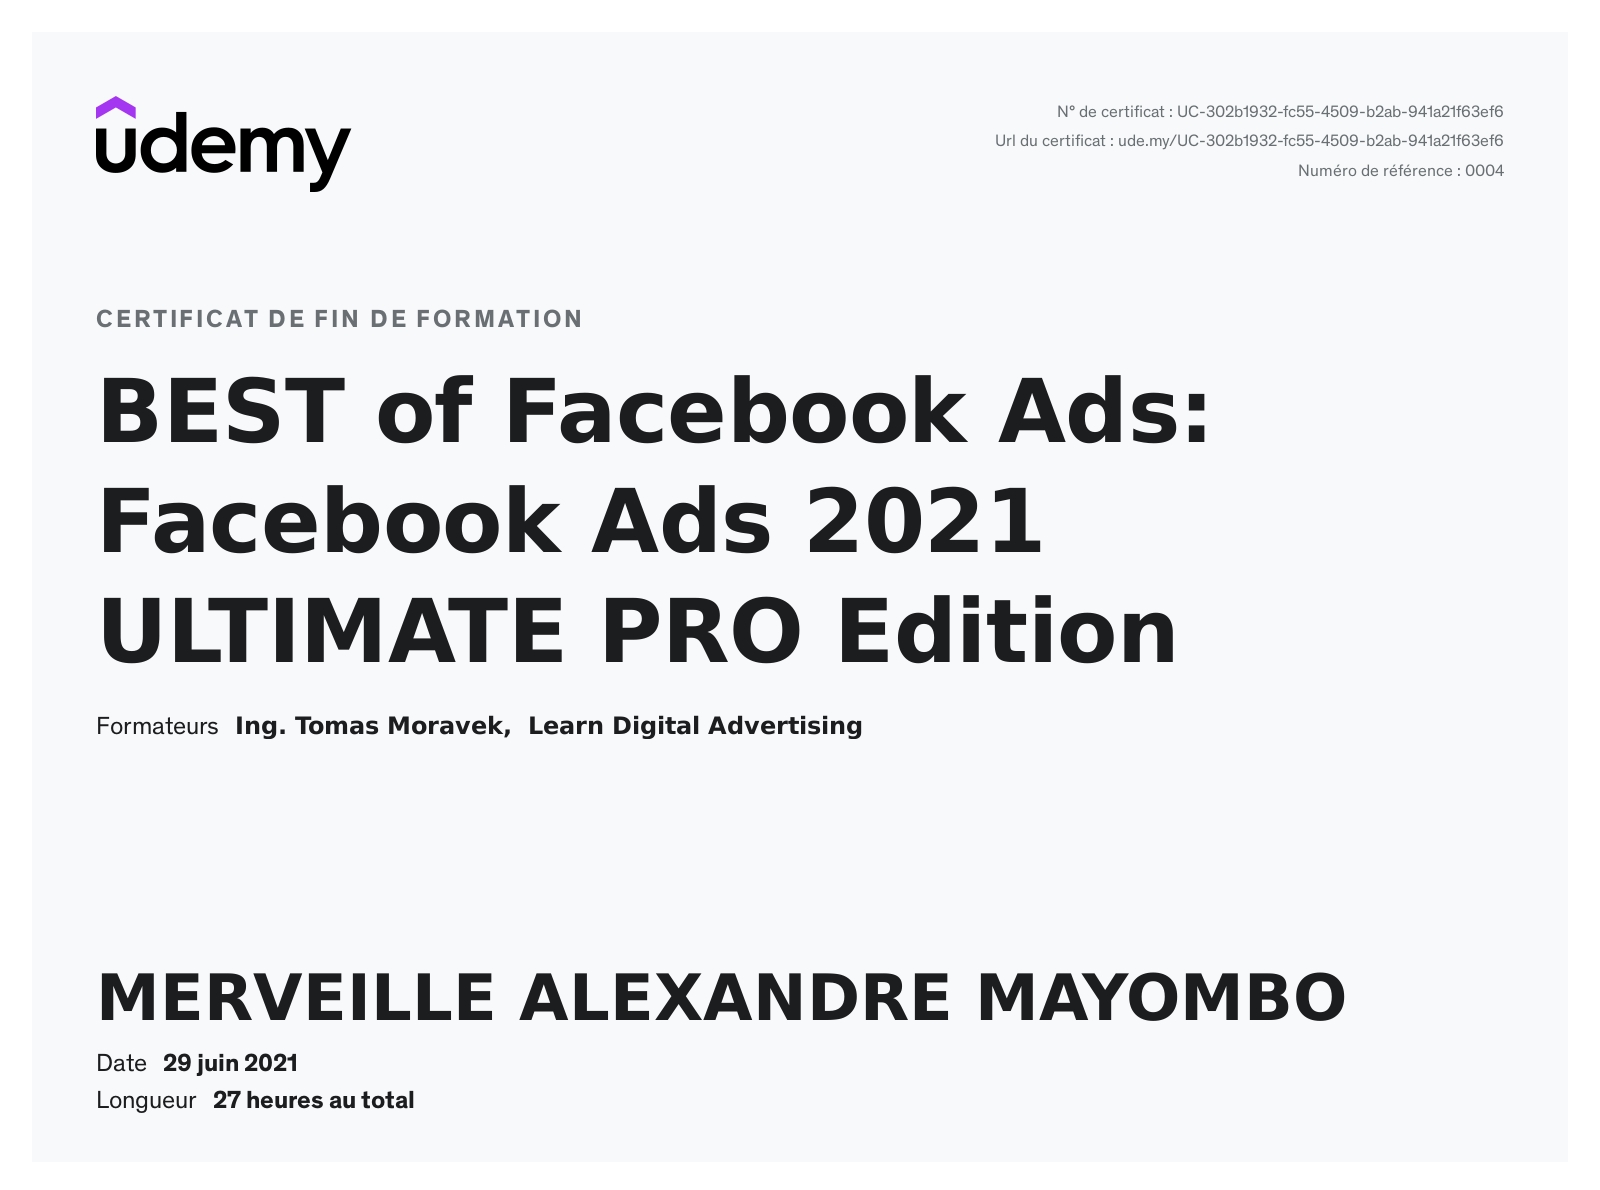 udemy
N° de certificat : UC-302b1932-fc55-4509-b2ab-941a21f63ef6
Url du certificat : ude.my/UC-302b1932-fc55-4509-b2ab-941a21f63ef6
Numéro de référence : 0004
CERTIFICAT DE FIN DE FORMATION
BEST of Facebook Ads:
Facebook Ads 2021
ULTIMATE PRO Edition
Formateurs Ing. Tomas Moravek, Learn Digital Advertising
MERVEILLE ALEXANDRE MAYOMBO
Date 29 juin 2021
Longueur 27 heures au total